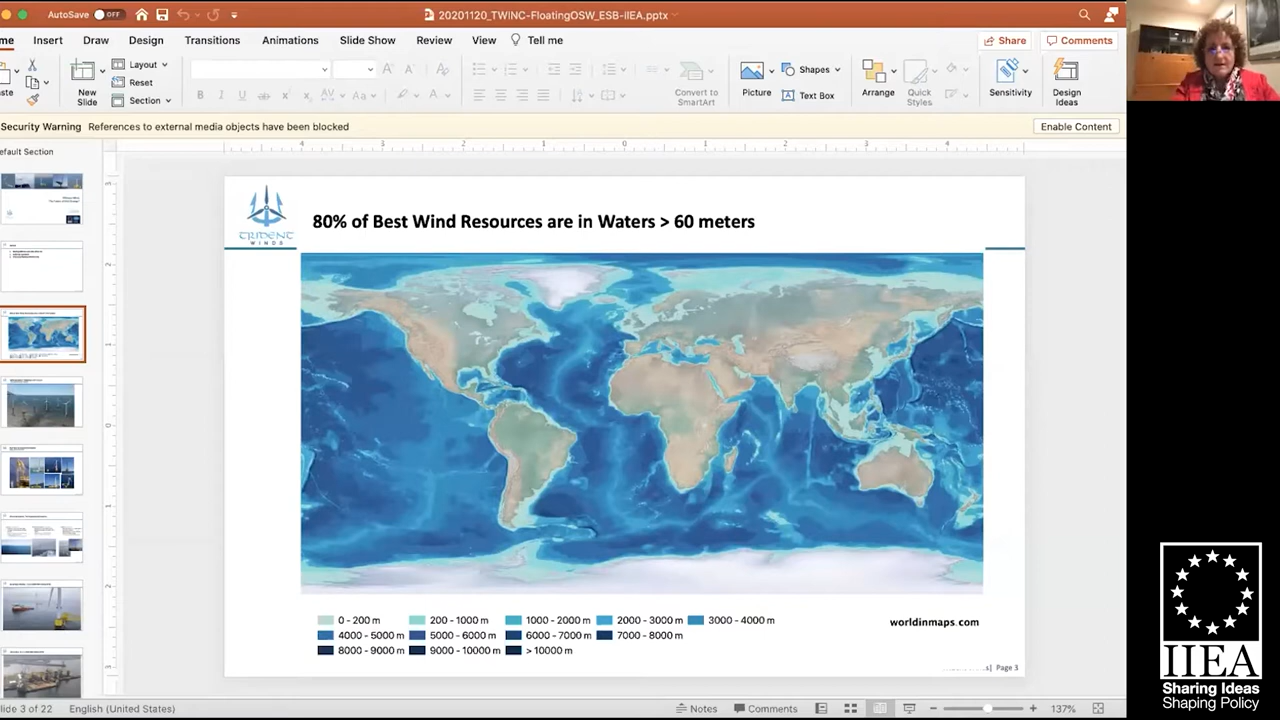 AutoSave OFF
20201120_TWINC-FloatingOSW_ESB-IIEA.pptx
me Insert Draw Design Transitions Animations Slide Show Review View Tell me
Share Comments
ste
New Slide
Layout
Reset
Section
Convert to SmartArt
Picture
Shapes
Text Box
Arrange
Quick Styles
Sensitivity
Design Ideas
Security Warning References to external media objects have been blocked
Enable Content
efault Section
TRIDENT
WINDS
80% of Best Wind Resources are in Waters > 60 meters
0 - 200 m 200 - 1000 m 1000 - 2000 m 2000 - 3000 m 3000 - 4000 m
4000 - 5000 m 5000 - 6000 m 6000 - 7000 m 7000 - 8000 m
8000 - 9000 m 9000 - 10000 m > 10000 m
worldinmaps.com
| Page 3
lide 3 of 22 English (United States)
Notes Comments 137%
IIEA
Sharing Ideas
Shaping Policy